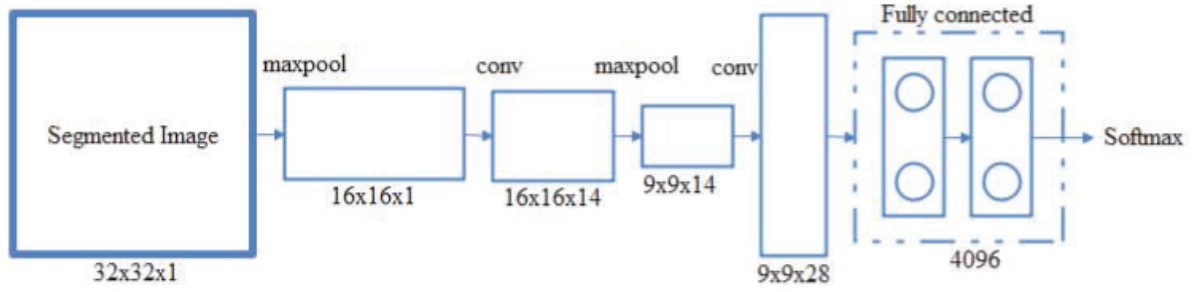 Fully connected
maxpool
conv
maxpool
conv
Segmented Image
Softmax
16x16x1
16x16x14
9x9x14
4096
32x32x1
9x9x28